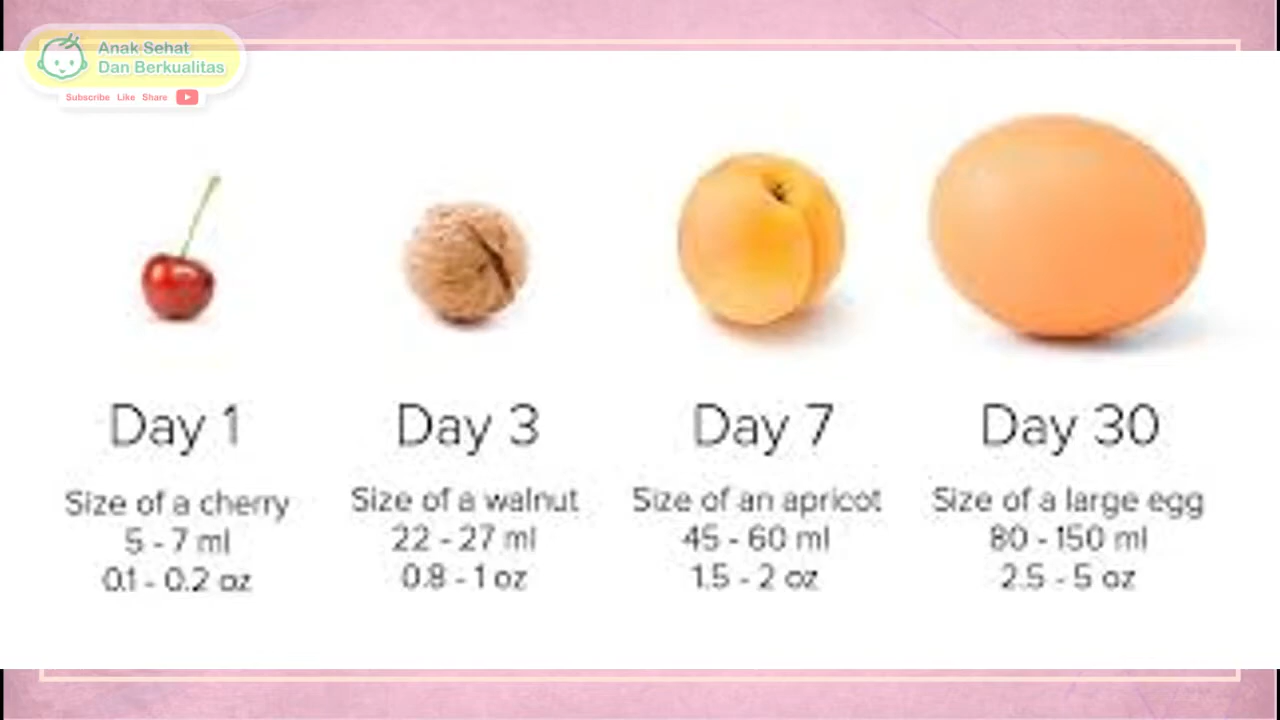 Anak Sehat
Dan Berkualitas
Subscribe Like Share
Day 1
Size of a cherry
5 - 7 ml
0.1 - 0.2 oz
Day 3
Size of a walnut
22 - 27 ml
0.8 - 1 oz
Day 7
Size of an apricot
45 - 60 ml
1.5 - 2 oz
Day 30
Size of a large egg
80 - 150 ml
2.5 - 5 oz